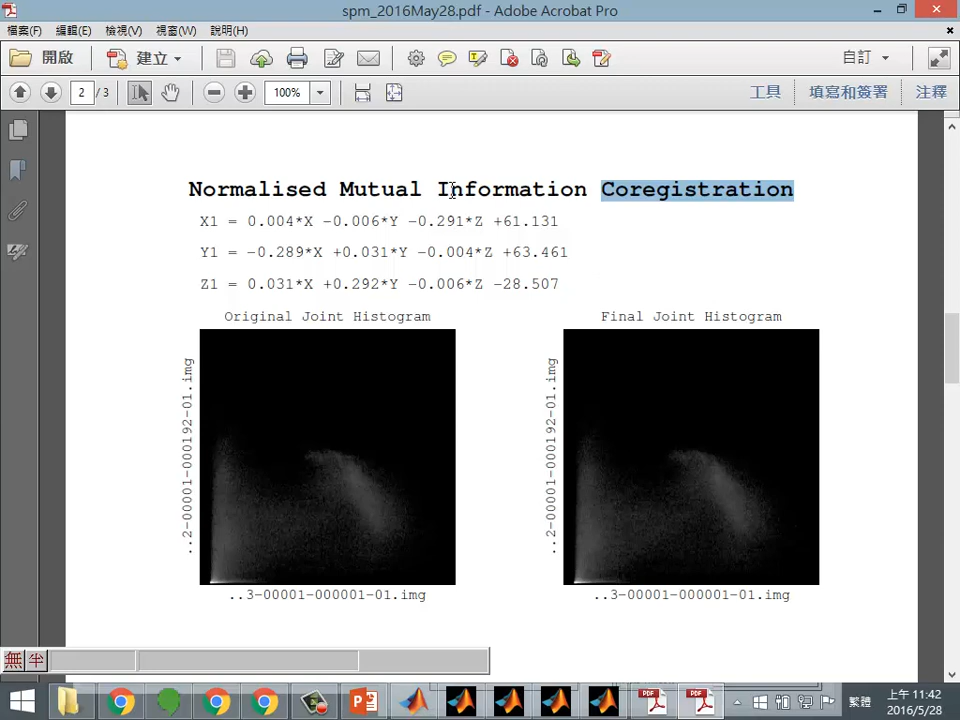 spm_2016May28.pdf - Adobe Acrobat Pro
檔案(F) 編輯(E) 檢視(V) 視窗(W) 說明(H)
開啟 建立 自訂
2 / 3 100% 工具 填寫和簽署 注釋
Normalised Mutual Information Coregistration
X1 = 0.004*X -0.006*Y -0.291*Z +61.131
Y1 = -0.289*X +0.031*Y -0.004*Z +63.461
Z1 = 0.031*X +0.292*Y -0.006*Z -28.507
Original Joint Histogram
..2-00001-000192-01.img
..3-00001-000001-01.img
Final Joint Histogram
..2-00001-000192-01.img
..3-00001-000001-01.img
無 半
繁體
上午 11:42
2016/5/28